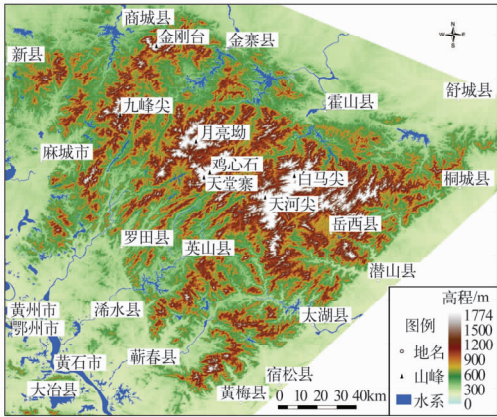 商城县
金刚台
金寨县
新县
舒城县
霍山县
九峰尖
月亮坳
麻城市
鸡心石
白马尖
桐城县
天堂寨
天河尖
岳西县
罗田县
英山县
潜山县
黄州市
浠水县
鄂州市
太湖县
黄石市
蕲春县
大冶县
宿松县
黄梅县
N
W E
S
图例
地名
山峰
水系
高程/m
1774
1500
1200
900
600
300
0
0 10 20 30 40km